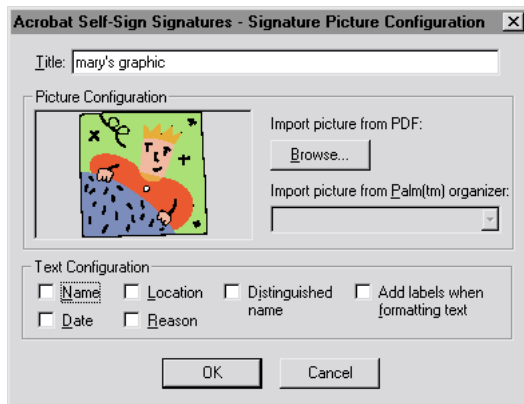 Acrobat Self-Sign Signatures - Signature Picture Configuration
Title: mary's graphic
Picture Configuration
Import picture from PDF:
Browse...
Import picture from Palm(tm) organizer:
Text Configuration
Name Location Distinguished name Add labels when formatting text
Date Reason
OK Cancel